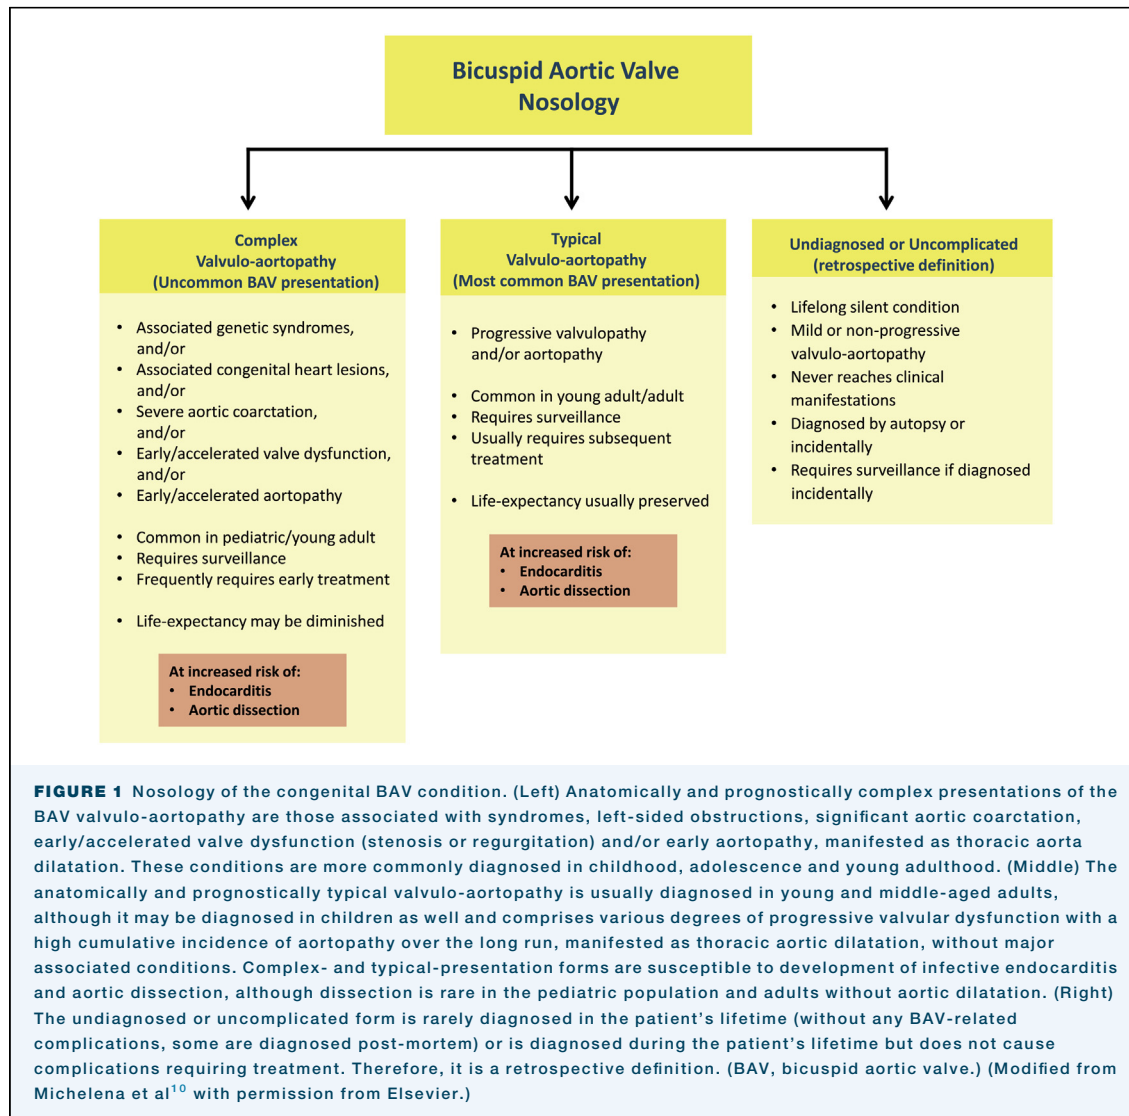 Bicuspid Aortic Valve
Nosology
Complex
Valvulo-aortopathy
(Uncommon BAV presentation)
• Associated genetic syndromes,
and/or
• Associated congenital heart lesions,
and/or
• Severe aortic coarctation,
and/or
• Early/accelerated valve dysfunction,
and/or
• Early/accelerated aortopathy
• Common in pediatric/young adult
• Requires surveillance
• Frequently requires early treatment
• Life-expectancy may be diminished
At increased risk of:
• Endocarditis
• Aortic dissection
Typical
Valvulo-aortopathy
(Most common BAV presentation)
• Progressive valvulopathy
and/or aortopathy
• Common in young adult/adult
• Requires surveillance
• Usually requires subsequent
treatment
• Life-expectancy usually preserved
At increased risk of:
• Endocarditis
• Aortic dissection
Undiagnosed or Uncomplicated
(retrospective definition)
• Lifelong silent condition
• Mild or non-progressive
valvulo-aortopathy
• Never reaches clinical
manifestations
• Diagnosed by autopsy or
incidentally
• Requires surveillance if diagnosed
incidentally
FIGURE 1 Nosology of the congenital BAV condition. (Left) Anatomically and prognostically complex presentations of the
BAV valvulo-aortopathy are those associated with syndromes, left-sided obstructions, significant aortic coarctation,
early/accelerated valve dysfunction (stenosis or regurgitation) and/or early aortopathy, manifested as thoracic aorta
dilatation. These conditions are more commonly diagnosed in childhood, adolescence and young adulthood. (Middle) The
anatomically and prognostically typical valvulo-aortopathy is usually diagnosed in young and middle-aged adults,
although it may be diagnosed in children as well and comprises various degrees of progressive valvular dysfunction with a
high cumulative incidence of aortopathy over the long run, manifested as thoracic aortic dilatation, without major
associated conditions. Complex- and typical-presentation forms are susceptible to development of infective endocarditis
and aortic dissection, although dissection is rare in the pediatric population and adults without aortic dilatation. (Right)
The undiagnosed or uncomplicated form is rarely diagnosed in the patient's lifetime (without any BAV-related
complications, some are diagnosed post-mortem) or is diagnosed during the patient's lifetime but does not cause
complications requiring treatment. Therefore, it is a retrospective definition. (BAV, bicuspid aortic valve.) (Modified from
Michelena et al10 with permission from Elsevier.)